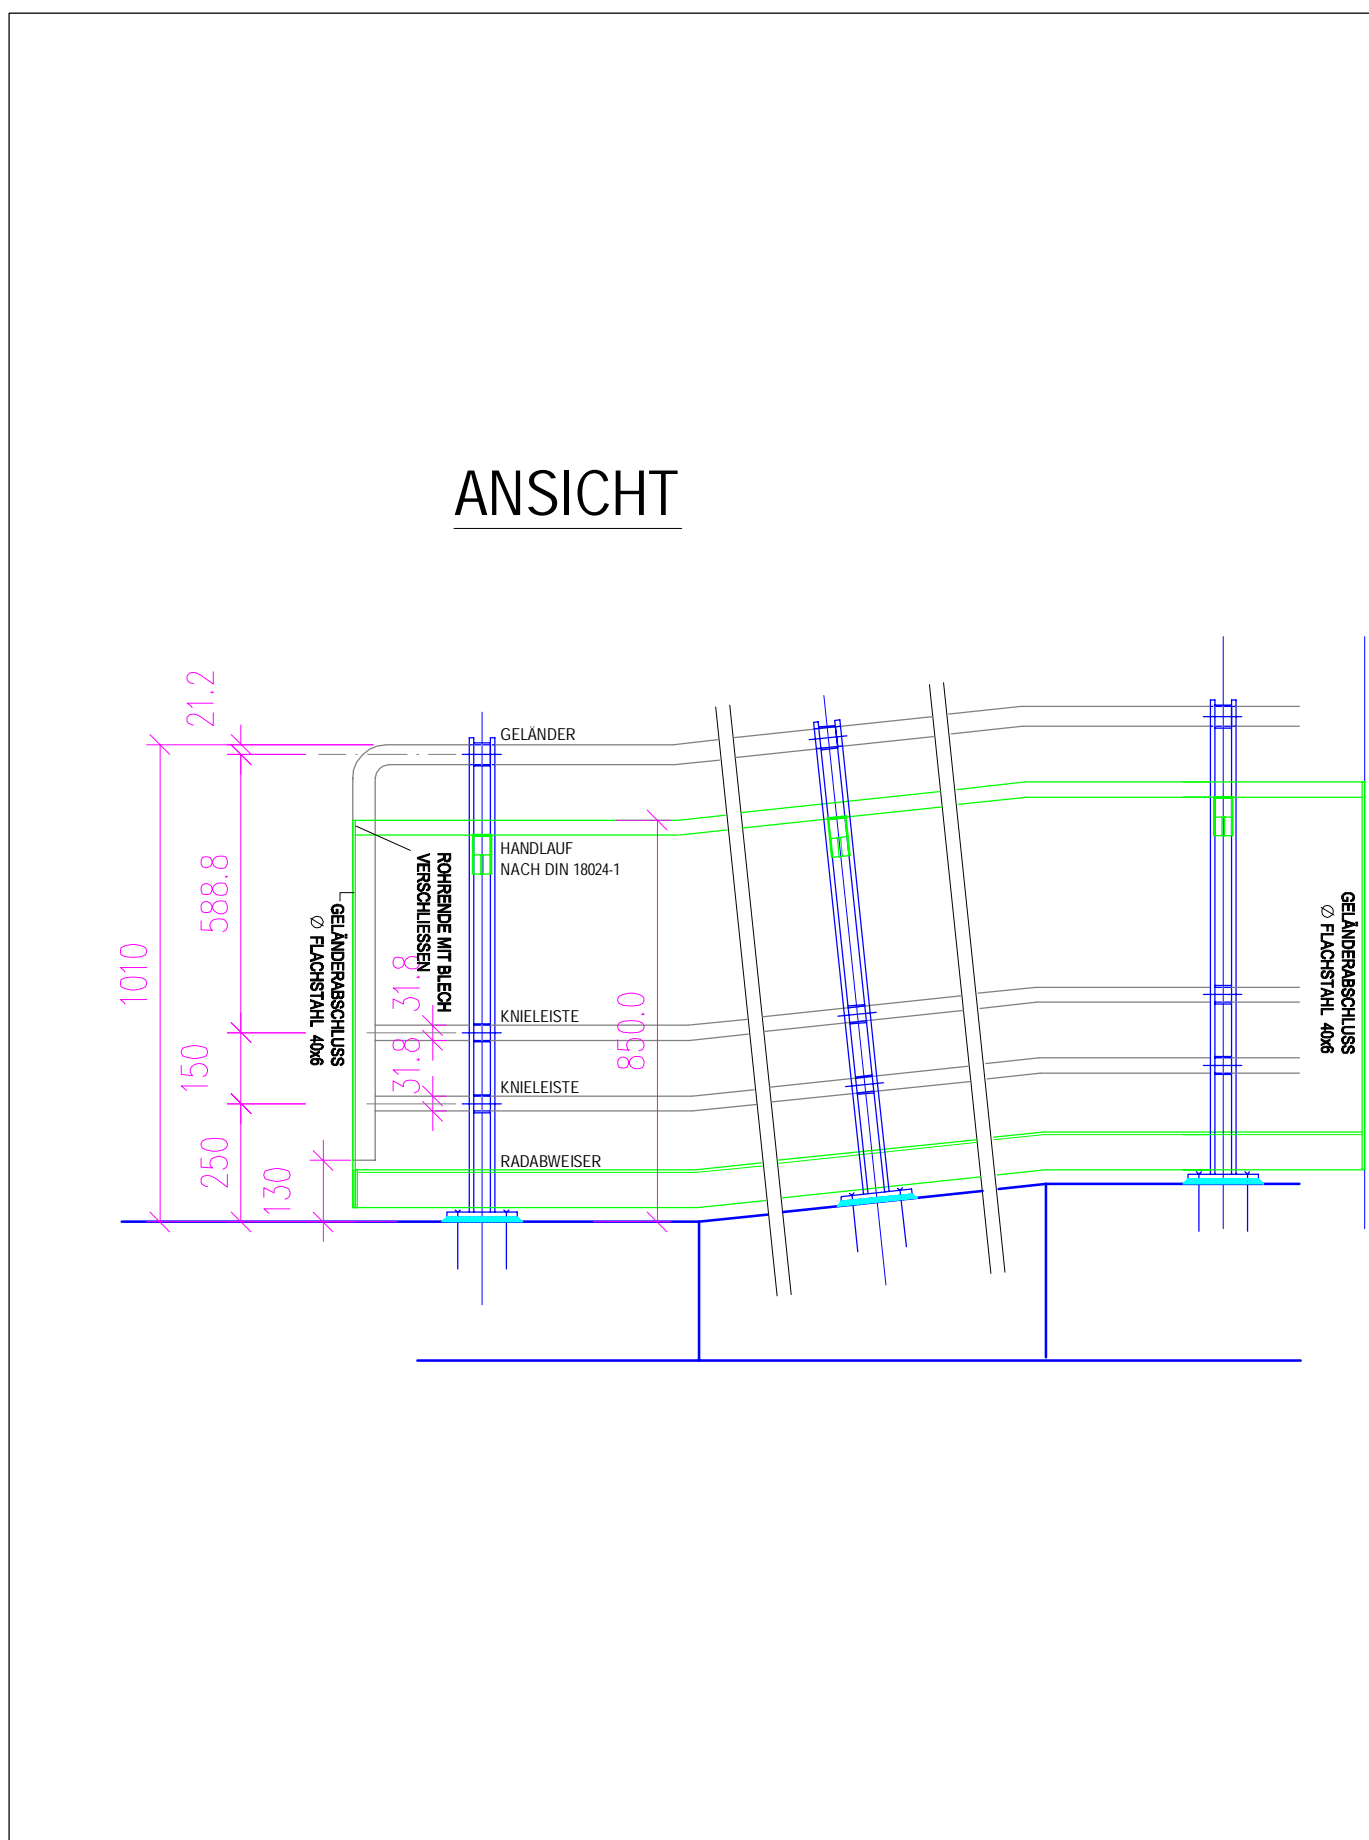 ANSICHT
21.2
GELÄNDER
588.8
HANDLAUF
NACH DIN 18024-1
ROHRENDE MIT BLECH
VERSCHLIESSEN
GELÄNDERABSCHLUSS
∅ FLACHSTAHL 40x6
GELÄNDERABSCHLUSS
∅ FLACHSTAHL 40x6
1010
31.8
850.0
KNIELEISTE
150
31.8
KNIELEISTE
250
130
RADABWEISER